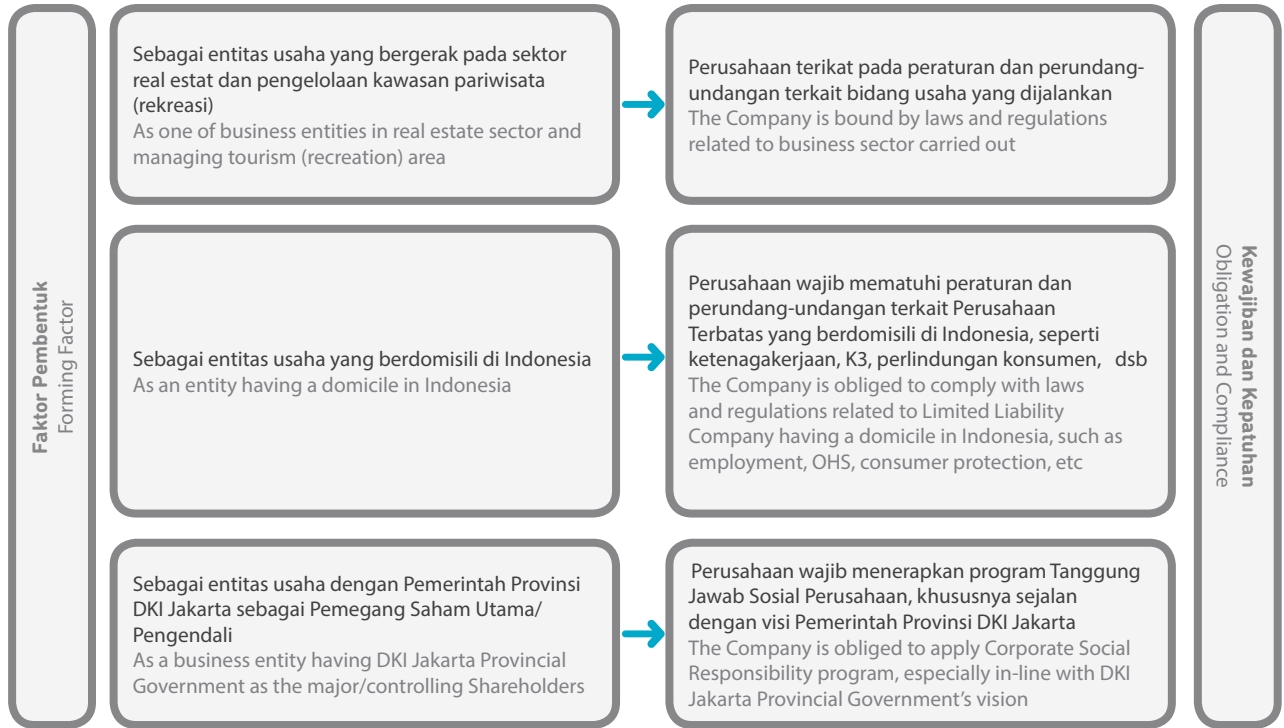 Faktor Pembentuk
Forming Factor
Sebagai entitas usaha yang bergerak pada sektor
real estat dan pengelolaan kawasan pariwisata
(rekreasi)
As one of business entities in real estate sector and
managing tourism (recreation) area
Perusahaan terikat pada peraturan dan perundang-
undangan terkait bidang usaha yang dijalankan
The Company is bound by laws and regulations
related to business sector carried out
Sebagai entitas usaha yang berdomisili di Indonesia
As an entity having a domicile in Indonesia
Perusahaan wajib mematuhi peraturan dan
perundang-undangan terkait Perusahaan
Terbatas yang berdomisili di Indonesia, seperti
ketenagakerjaan, K3, perlindungan konsumen, dsb
The Company is obliged to comply with laws
and regulations related to Limited Liability
Company having a domicile in Indonesia, such as
employment, OHS, consumer protection, etc
Sebagai entitas usaha dengan Pemerintah Provinsi
DKI Jakarta sebagai Pemegang Saham Utama/
Pengendali
As a business entity having DKI Jakarta Provincial
Government as the major/controlling Shareholders
Perusahaan wajib menerapkan program Tanggung
Jawab Sosial Perusahaan, khususnya sejalan
dengan visi Pemerintah Provinsi DKI Jakarta
The Company is obliged to apply Corporate Social
Responsibility program, especially in-line with DKI
Jakarta Provincial Government's vision
Kewajiban dan Kepatuhan
Obligation and Compliance